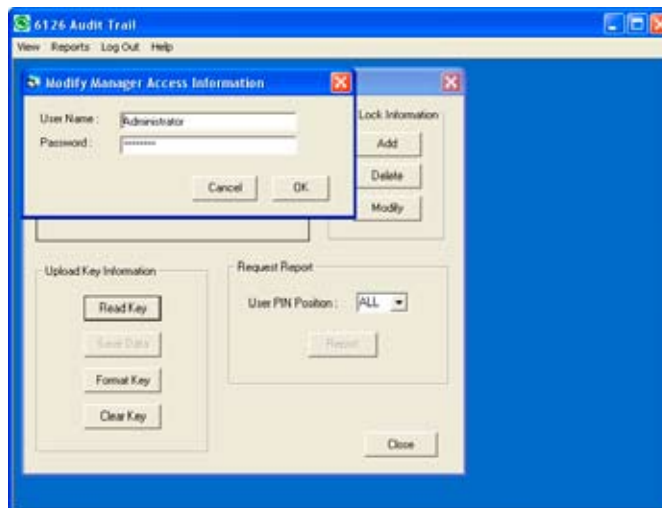 6126 Audit Trail
View Reports Log Out Help
Modify Manager Access Information
User Name : Administrator
Password : ********
Cancel OK
Lock Information
Add
Delete
Modify
Upload Key Information
Read Key
Save Data
Format Key
Clear Key
Request Report
User PIN Position : ALL
Report
Close